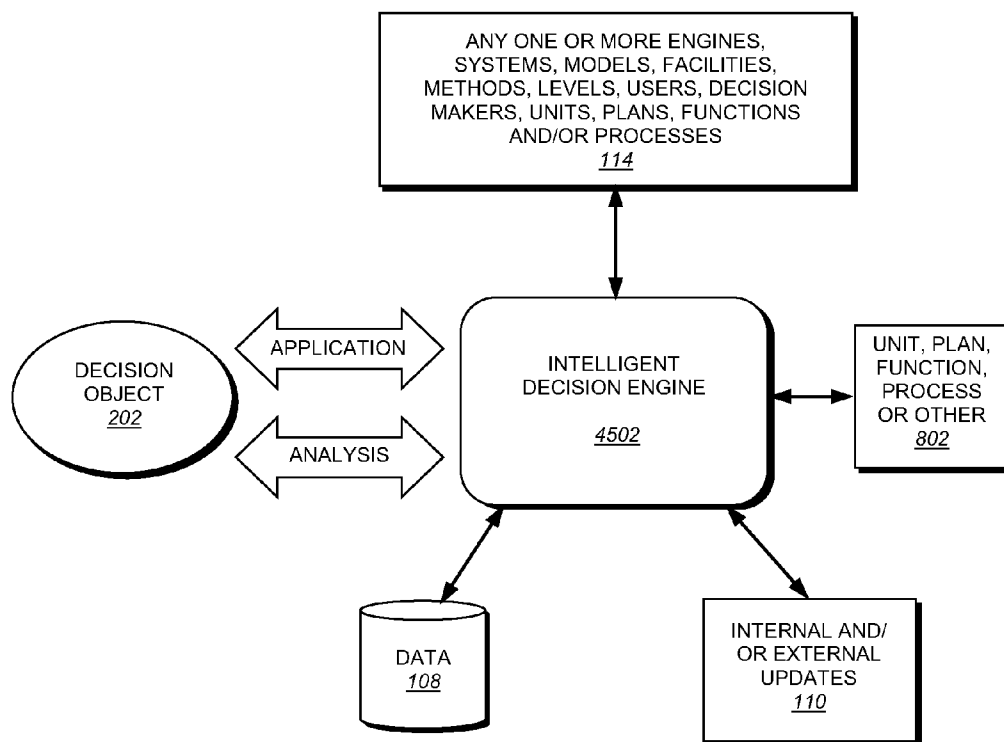 ANY ONE OR MORE ENGINES,
SYSTEMS, MODELS, FACILITIES,
METHODS, LEVELS, USERS, DECISION
MAKERS, UNITS, PLANS, FUNCTIONS
AND/OR PROCESSES
114
DECISION
OBJECT
202
APPLICATION
ANALYSIS
INTELLIGENT
DECISION ENGINE
4502
UNIT, PLAN,
FUNCTION,
PROCESS
OR OTHER
802
DATA
108
INTERNAL AND/
OR EXTERNAL
UPDATES
110